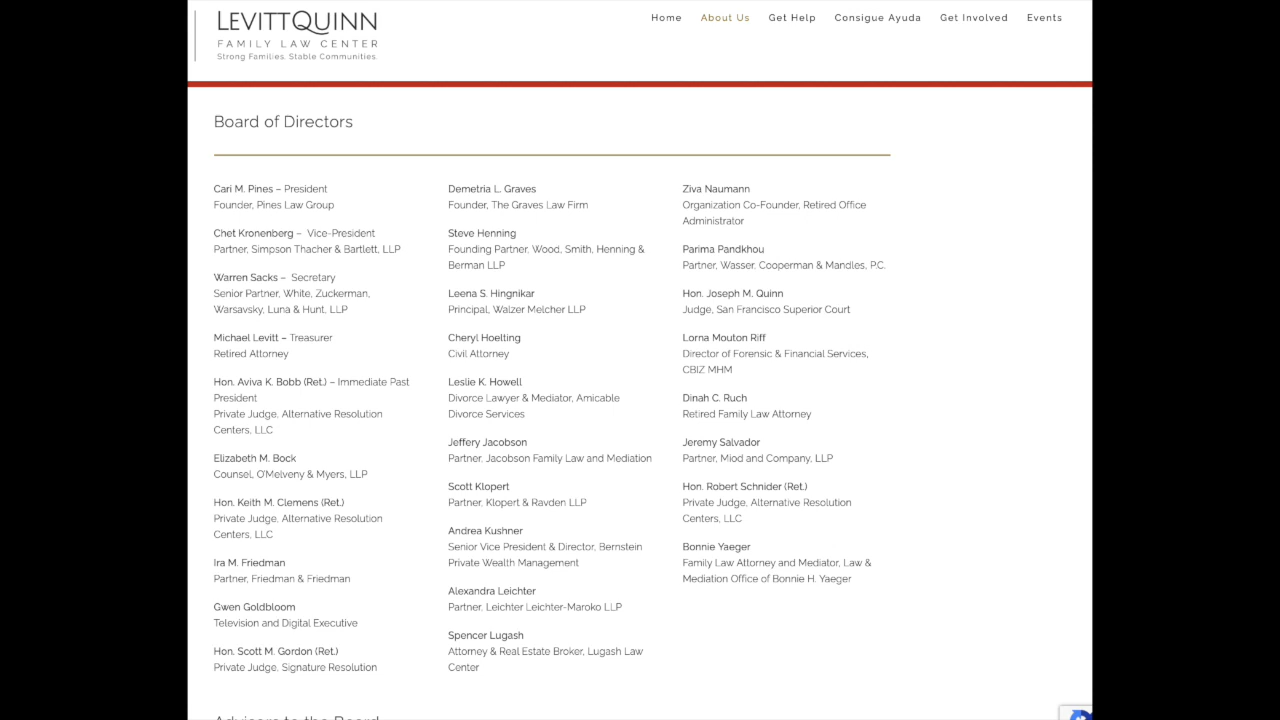 LEVITTQUINN
FAMILY LAW CENTER
Strong Families. Stable Communities.
Home About Us Get Help Consigue Ayuda Get Involved Events
Board of Directors
Cari M. Pines – President
Founder, Pines Law Group
Chet Kronenberg – Vice-President
Partner, Simpson Thacher & Bartlett, LLP
Warren Sacks – Secretary
Senior Partner, White, Zuckerman,
Warsavsky, Luna & Hunt, LLP
Michael Levitt – Treasurer
Retired Attorney
Hon. Aviva K. Bobb (Ret.) – Immediate Past
President
Private Judge, Alternative Resolution
Centers, LLC
Elizabeth M. Bock
Counsel, O'Melveny & Myers, LLP
Hon. Keith M. Clemens (Ret.)
Private Judge, Alternative Resolution
Centers, LLC
Ira M. Friedman
Partner, Friedman & Friedman
Gwen Goldbloom
Television and Digital Executive
Hon. Scott M. Gordon (Ret.)
Private Judge, Signature Resolution
Demetria L. Graves
Founder, The Graves Law Firm
Steve Henning
Founding Partner, Wood, Smith, Henning &
Berman LLP
Leena S. Hingnikar
Principal, Walzer Melcher LLP
Cheryl Hoelting
Civil Attorney
Leslie K. Howell
Divorce Lawyer & Mediator, Amicable
Divorce Services
Jeffery Jacobson
Partner, Jacobson Family Law and Mediation
Scott Klopert
Partner, Klopert & Ravden LLP
Andrea Kushner
Senior Vice President & Director, Bernstein
Private Wealth Management
Alexandra Leichter
Partner, Leichter Leichter-Maroko LLP
Spencer Lugash
Attorney & Real Estate Broker, Lugash Law
Center
Ziva Naumann
Organization Co-Founder, Retired Office
Administrator
Parima Pandkhou
Partner, Wasser, Cooperman & Mandles, P.C.
Hon. Joseph M. Quinn
Judge, San Francisco Superior Court
Lorna Mouton Riff
Director of Forensic & Financial Services,
CBIZ MHM
Dinah C. Ruch
Retired Family Law Attorney
Jeremy Salvador
Partner, Miod and Company, LLP
Hon. Robert Schnider (Ret.)
Private Judge, Alternative Resolution
Centers, LLC
Bonnie Yaeger
Family Law Attorney and Mediator, Law &
Mediation Office of Bonnie H. Yaeger
Advisors to the Board